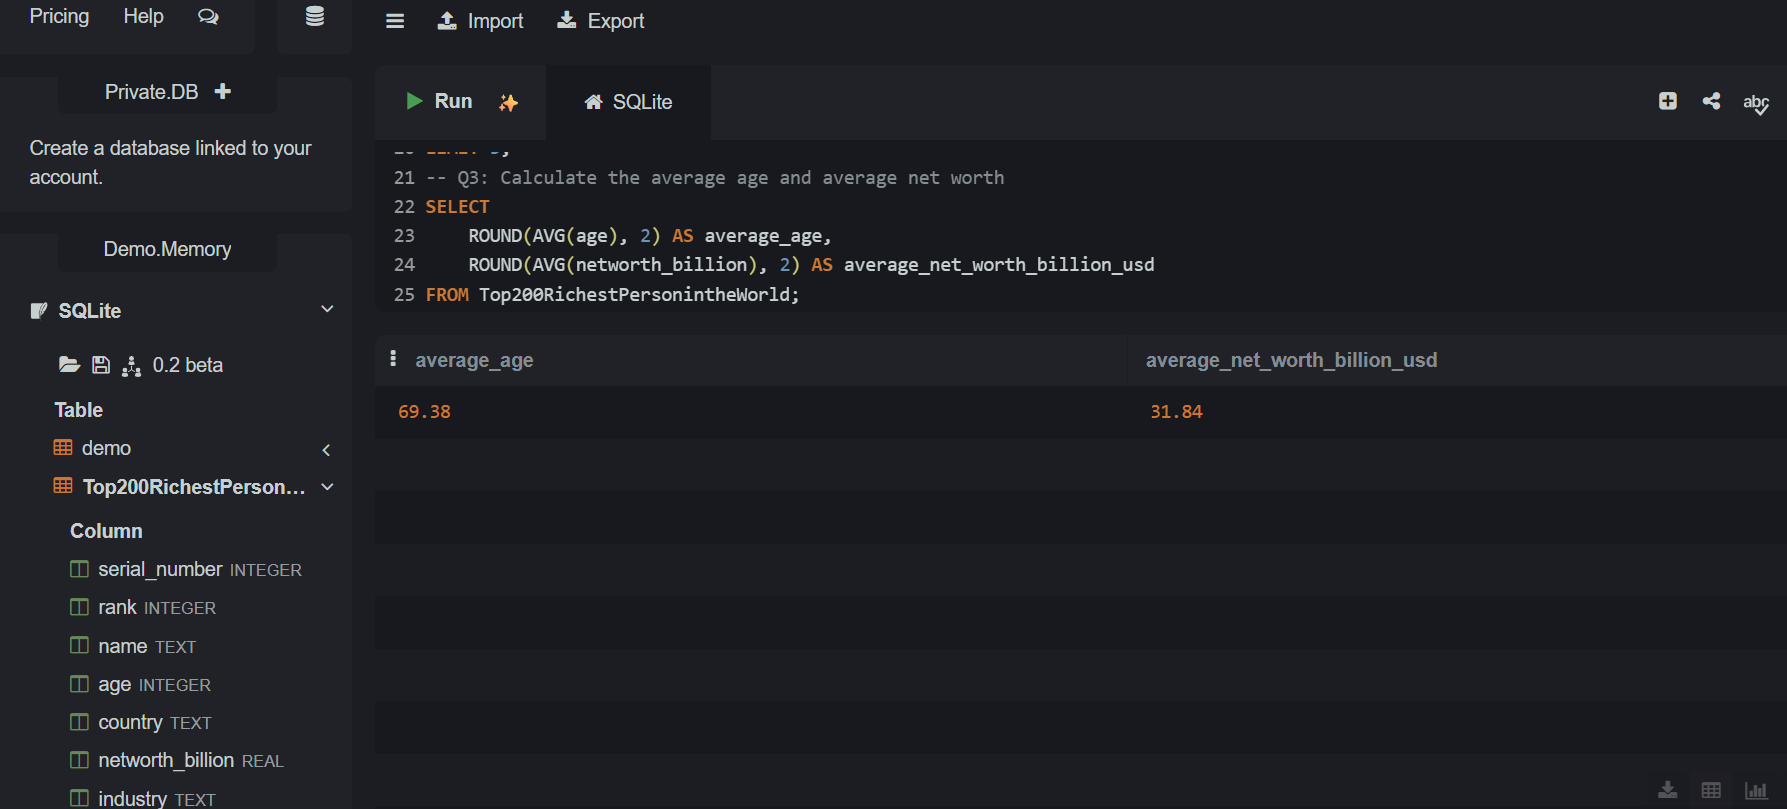 Pricing Help
Import Export
Private.DB
Run SQLite
abc
Create a database linked to your
account.
21 -- Q3: Calculate the average age and average net worth
22 SELECT
23 ROUND(AVG(age), 2) AS average_age,
24 ROUND(AVG(networth_billion), 2) AS average_net_worth_billion_usd
25 FROM Top200RichestPersonintheWorld;
Demo.Memory
SQLite
0.2 beta
Table
demo
Top200RichestPerson...
Column
serial_number INTEGER
rank INTEGER
name TEXT
age INTEGER
country TEXT
networth_billion REAL
industry TEXT
average_age average_net_worth_billion_usd
69.38 31.84